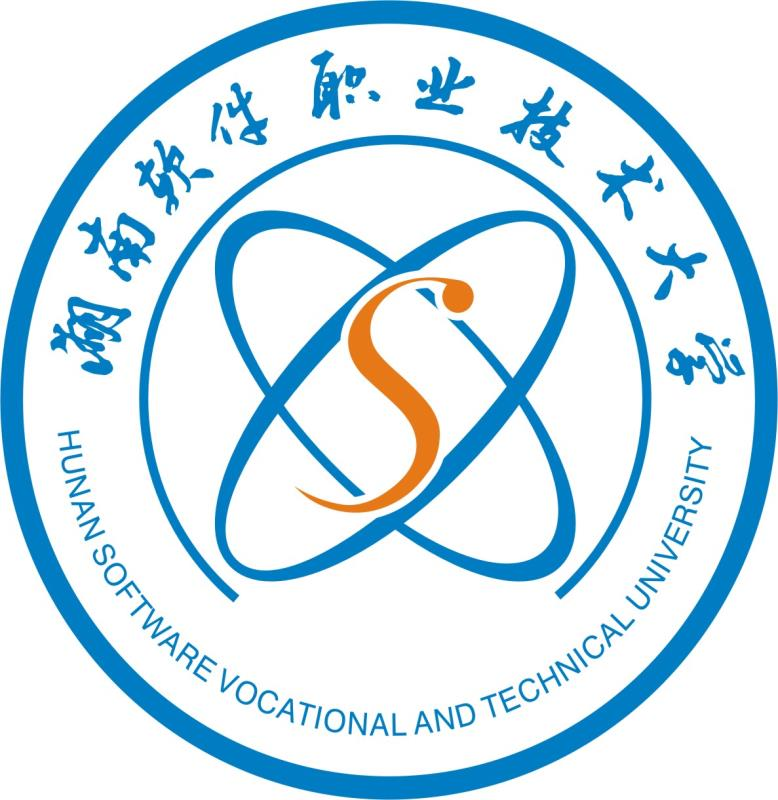 湖南软件职业技术大学
HUNAN SOFTWARE VOCATIONAL AND TECHNICAL UNIVERSITY
S